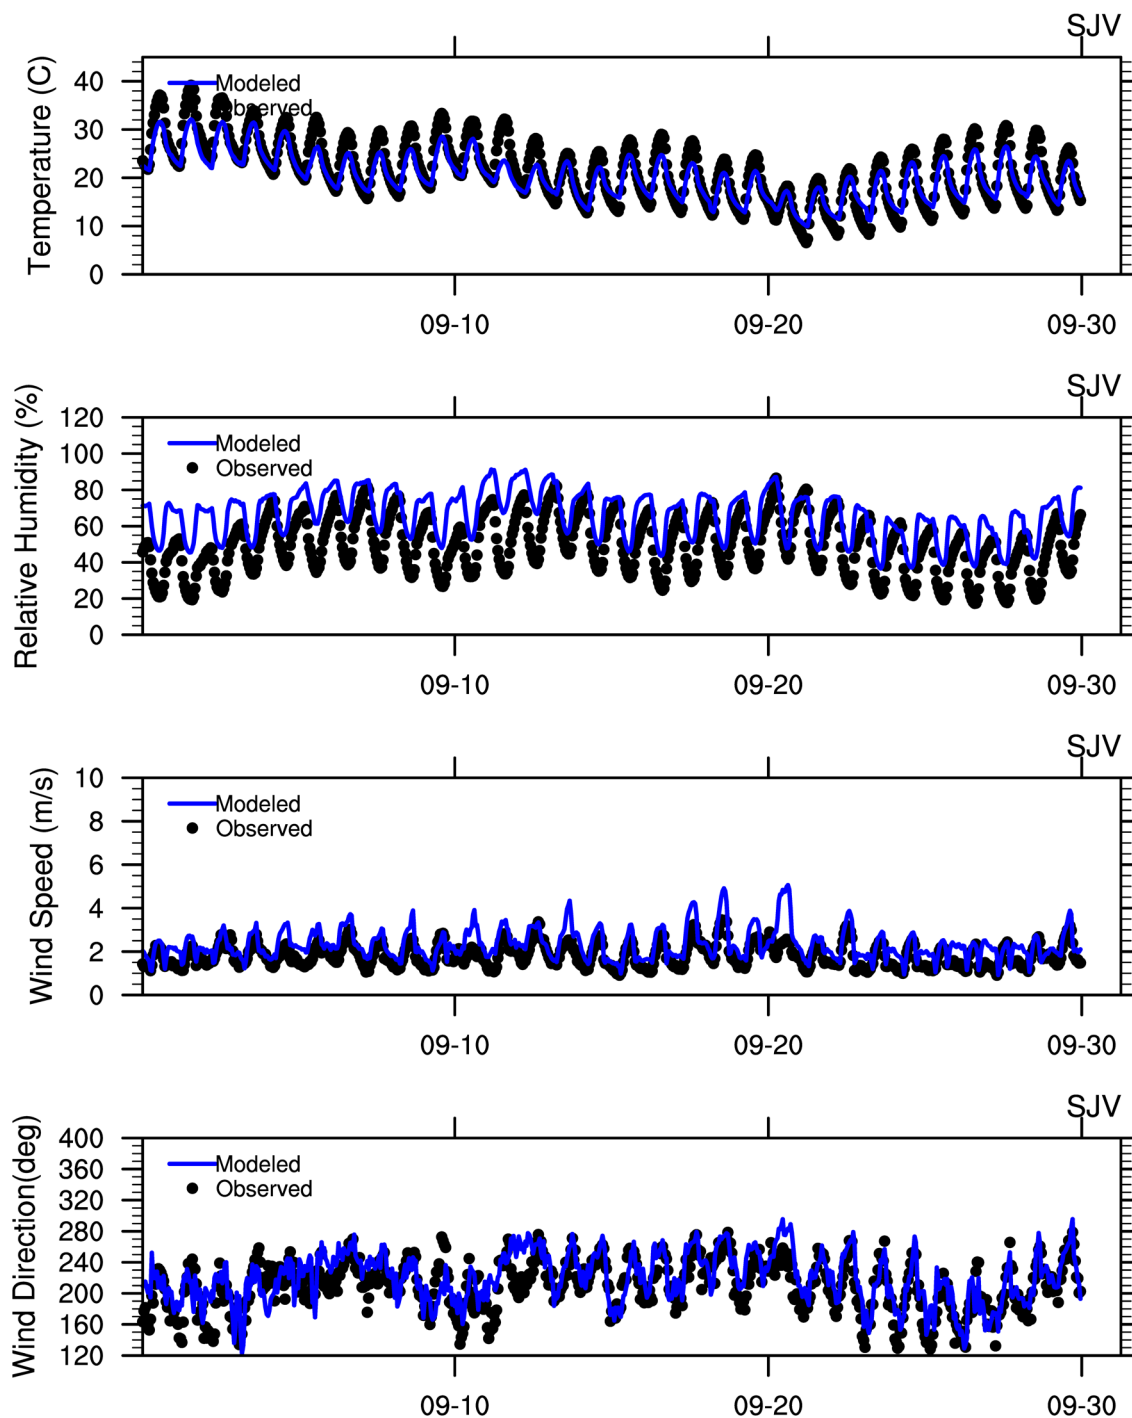 SJV
Temperature (C)
40
30
20
10
0
Modeled
Observed
09-10
09-20
09-30
SJV
Relative Humidity (%)
120
100
80
60
40
20
0
Modeled
Observed
09-10
09-20
09-30
SJV
Wind Speed (m/s)
10
8
6
4
2
0
Modeled
Observed
09-10
09-20
09-30
SJV
Wind Direction(deg)
400
360
320
280
240
200
160
120
Modeled
Observed
09-10
09-20
09-30